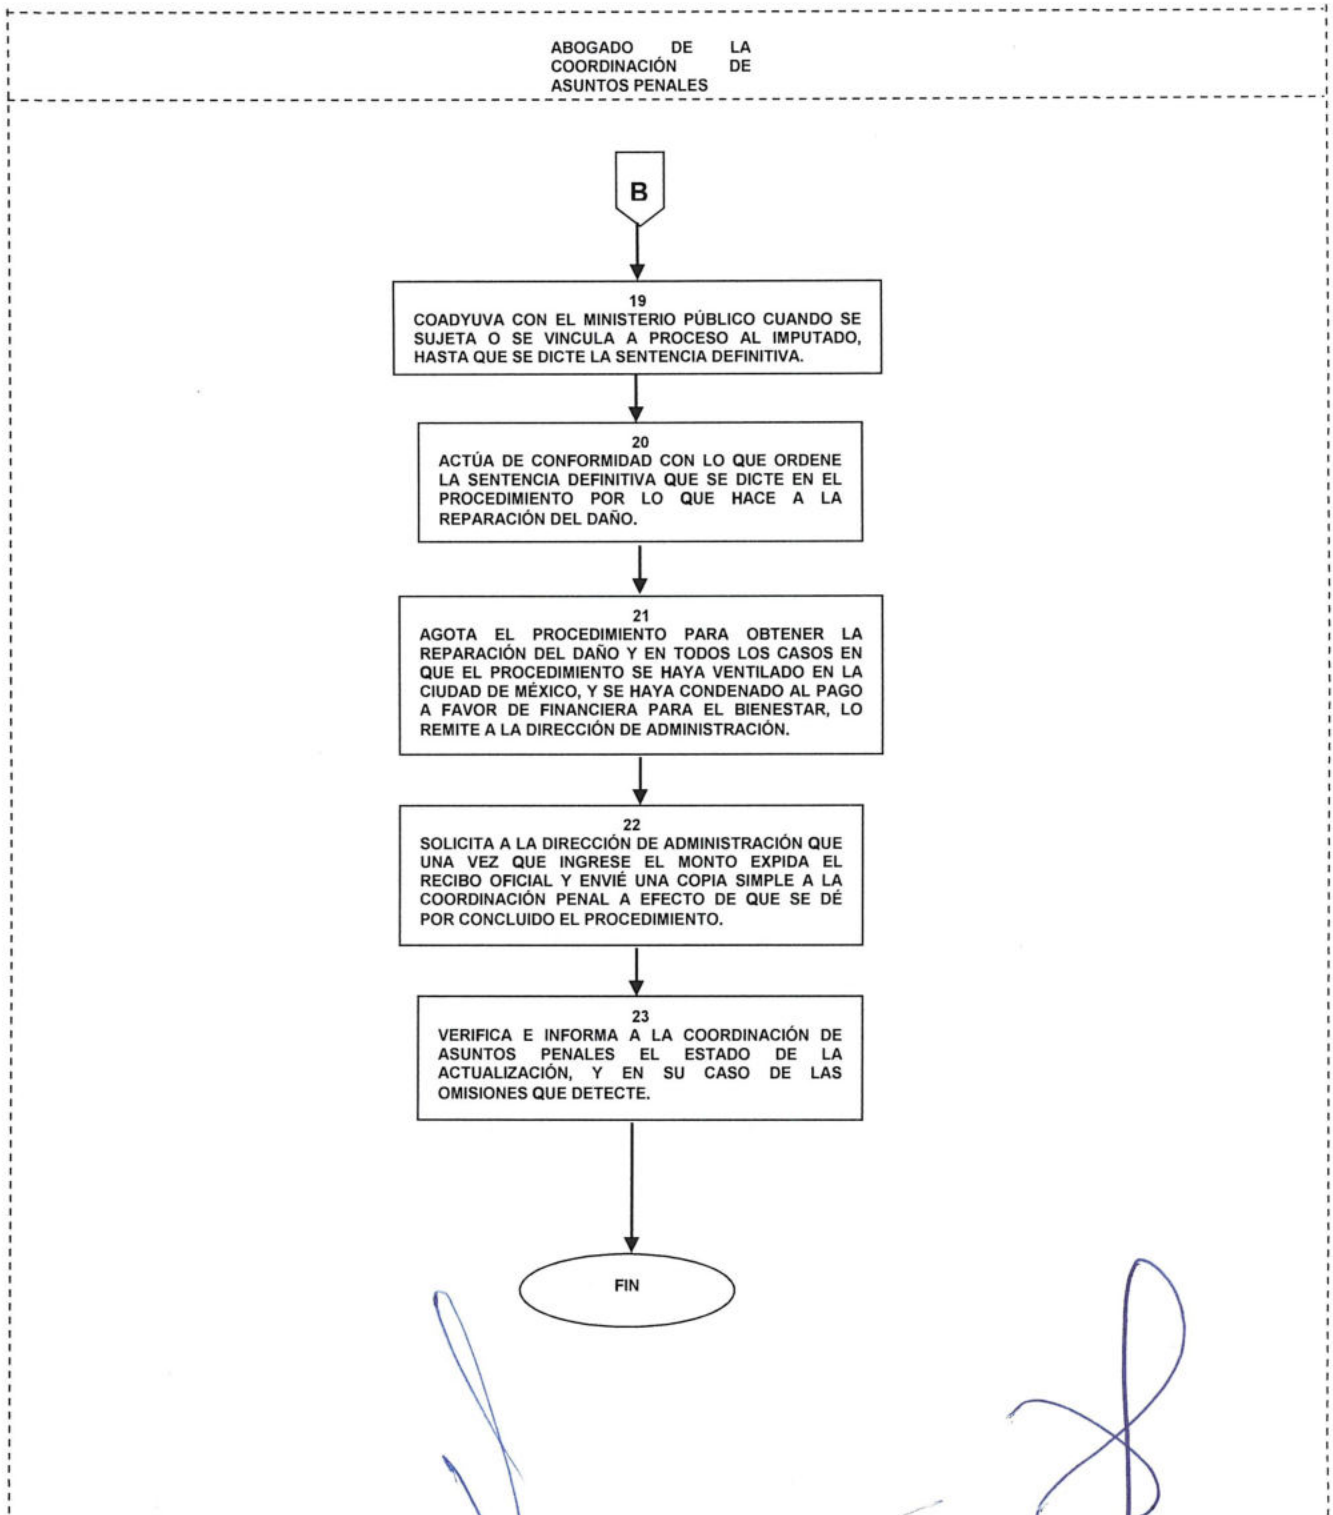 ABOGADO DE LA
COORDINACIÓN DE
ASUNTOS PENALES
B
19
COADYUVA CON EL MINISTERIO PÚBLICO CUANDO SE
SUJETA O SE VINCULA A PROCESO AL IMPUTADO,
HASTA QUE SE DICTE LA SENTENCIA DEFINITIVA.
20
ACTÚA DE CONFORMIDAD CON LO QUE ORDENE
LA SENTENCIA DEFINITIVA QUE SE DICTE EN EL
PROCEDIMIENTO POR LO QUE HACE A LA
REPARACIÓN DEL DAÑO.
21
AGOTA EL PROCEDIMIENTO PARA OBTENER LA
REPARACIÓN DEL DAÑO Y EN TODOS LOS CASOS EN
QUE EL PROCEDIMIENTO SE HAYA VENTILADO EN LA
CIUDAD DE MÉXICO, Y SE HAYA CONDENADO AL PAGO
A FAVOR DE FINANCIERA PARA EL BIENESTAR, LO
REMITE A LA DIRECCIÓN DE ADMINISTRACIÓN.
22
SOLICITA A LA DIRECCIÓN DE ADMINISTRACIÓN QUE
UNA VEZ QUE INGRESE EL MONTO EXPIDA EL
RECIBO OFICIAL Y ENVIÉ UNA COPIA SIMPLE A LA
COORDINACIÓN PENAL A EFECTO DE QUE SE DÉ
POR CONCLUIDO EL PROCEDIMIENTO.
23
VERIFICA E INFORMA A LA COORDINACIÓN DE
ASUNTOS PENALES EL ESTADO DE LA
ACTUALIZACIÓN, Y EN SU CASO DE LAS
OMISIONES QUE DETECTE.
FIN